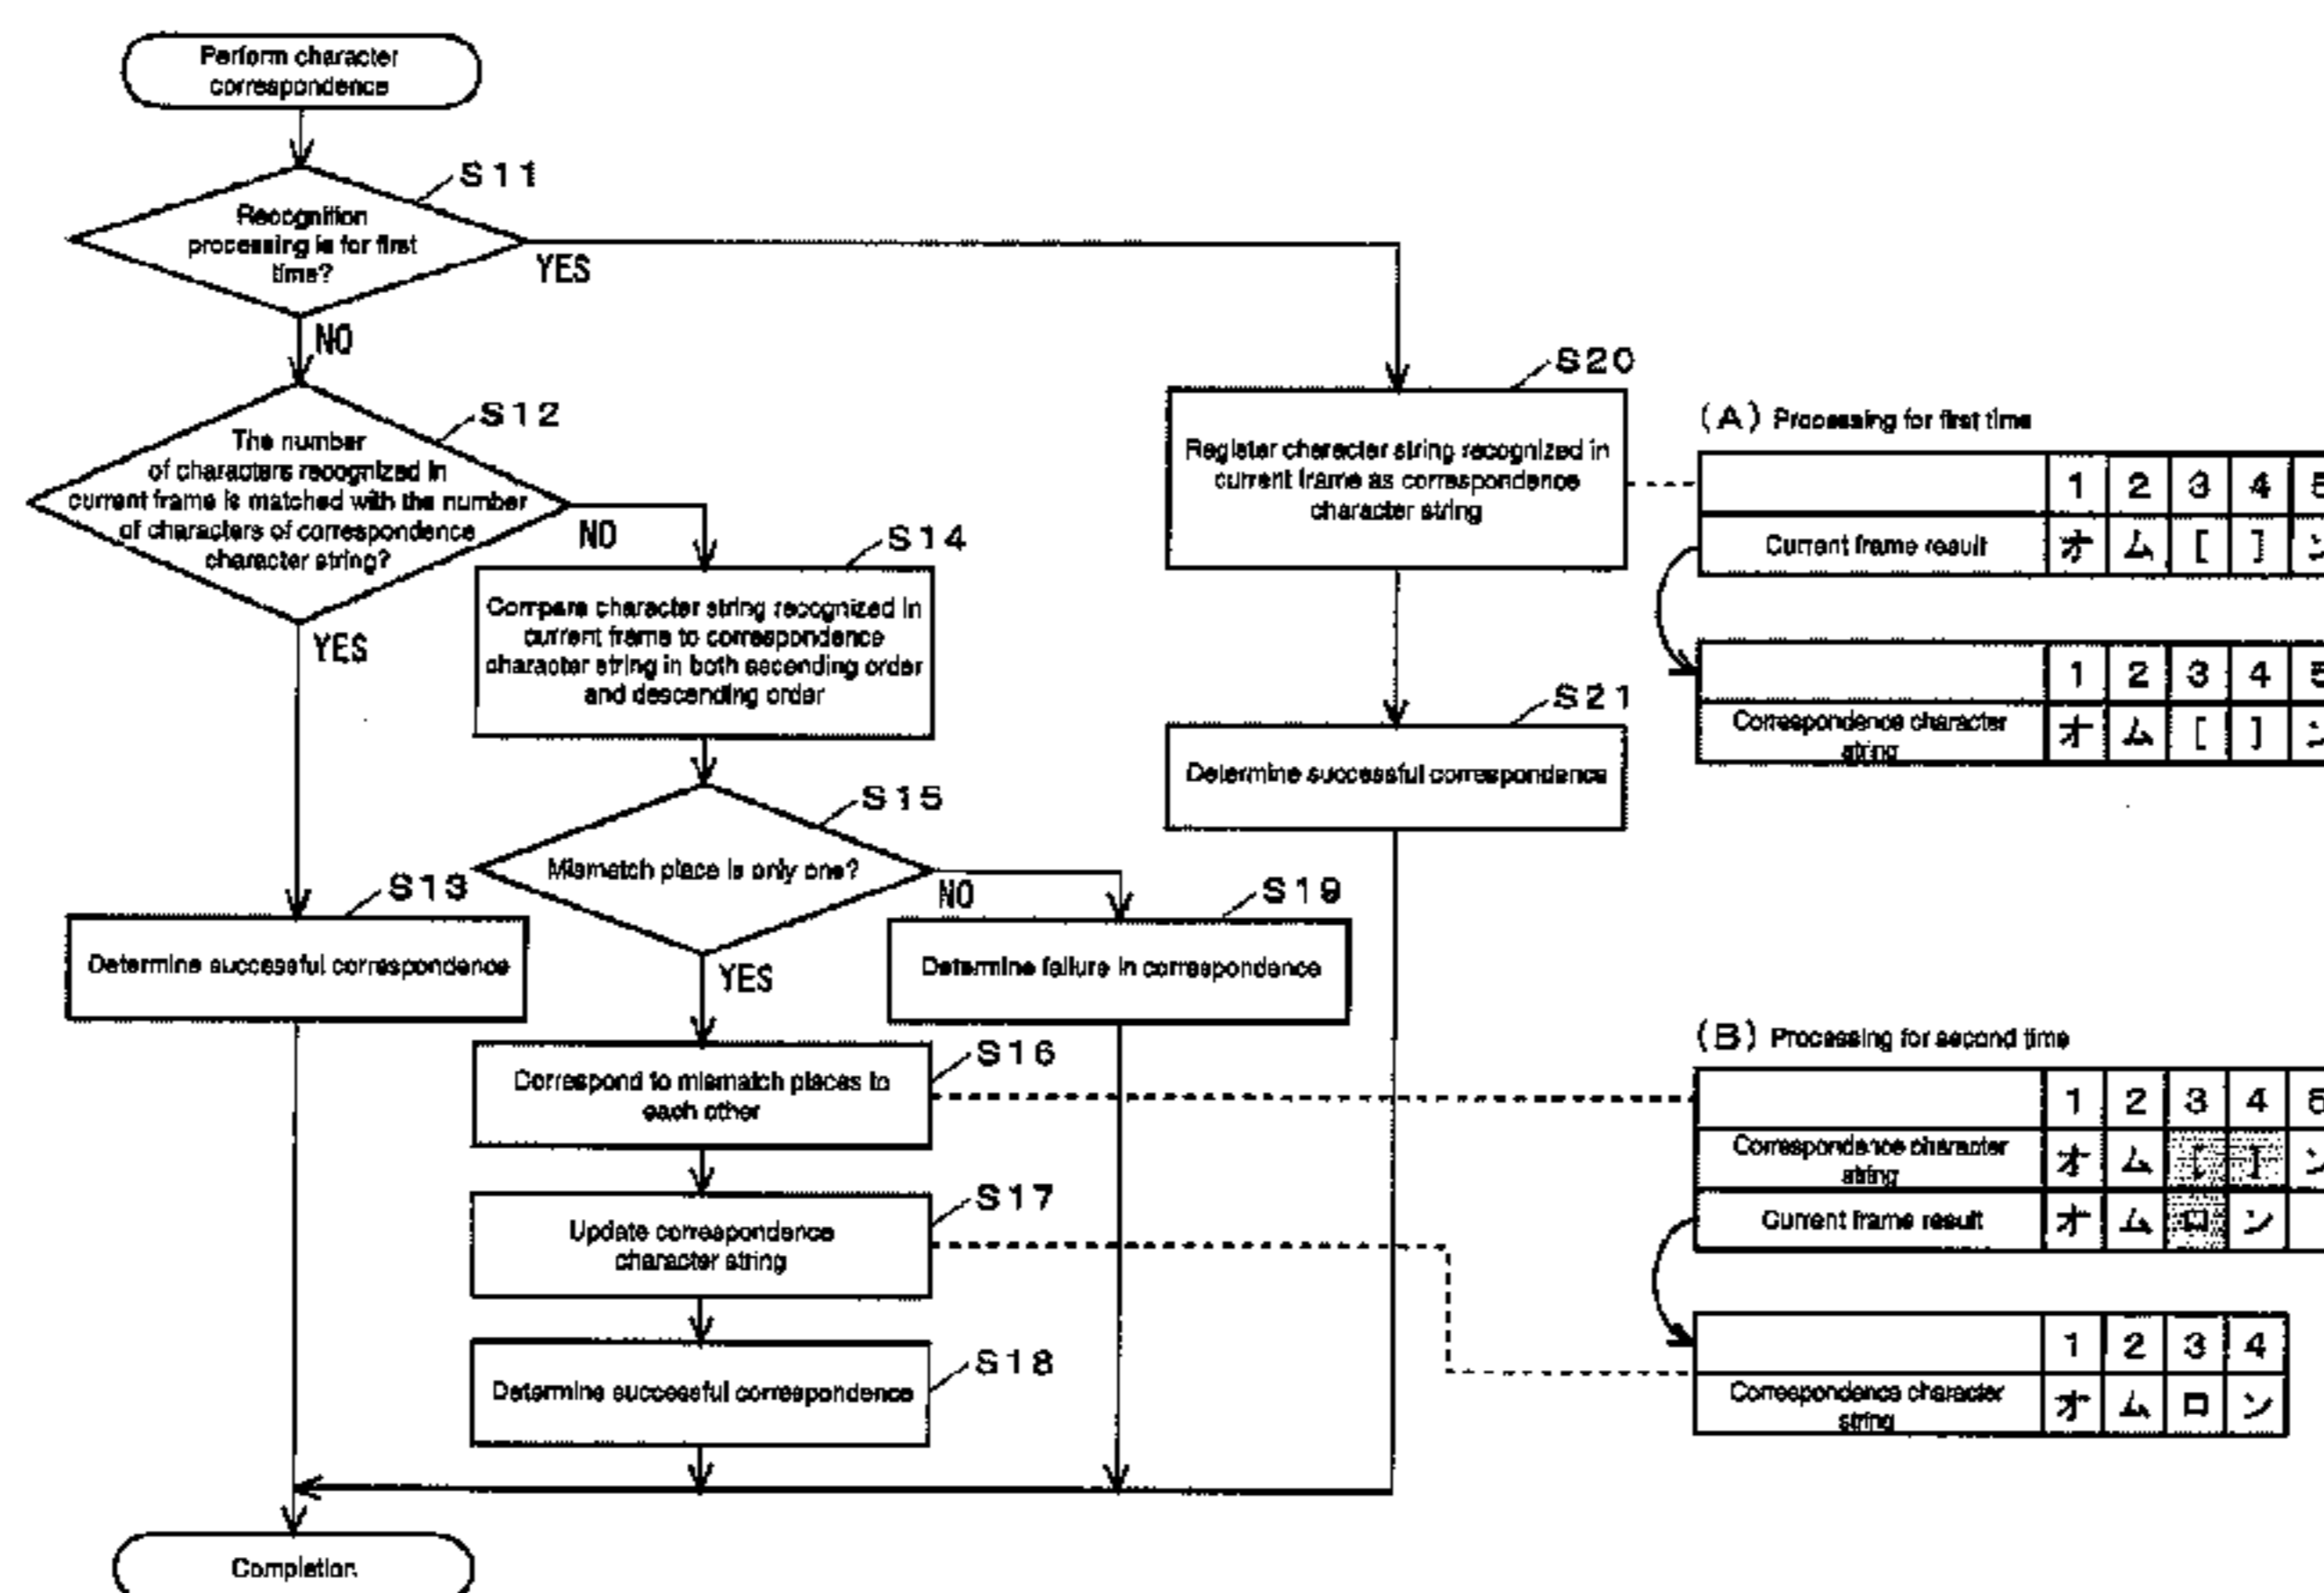 Perform character
correspondence
S11
Recognition
processing is for first
time?
YES
NO
S12
The number
of characters recognized in
current frame is matched with the number
of characters of correspondence
character string?
NO
YES
S14
Compare character string recognized in
current frame to correspondence
character string in both ascending order
and descending order
S15
Mismatch place is only one?
NO
YES
S13
Determine successful correspondence
S19
Determine failure in correspondence
S16
Correspond to mismatch places to
each other
S17
Update correspondence
character string
S18
Determine successful correspondence
S20
Register character string recognized in
current frame as correspondence
character string
S21
Determine successful correspondence
Completion
(A) Processing for first time
1 2 3 4 5
Current frame result オ ム [ ] ン
1 2 3 4 5
Correspondence character
string オ ム [ ] ン
(B) Processing for second time
1 2 3 4 5
Correspondence character
string オ ム [ ] ン
Current frame result オ ム ロ ン
1 2 3 4
Correspondence character
string オ ム ロ ン